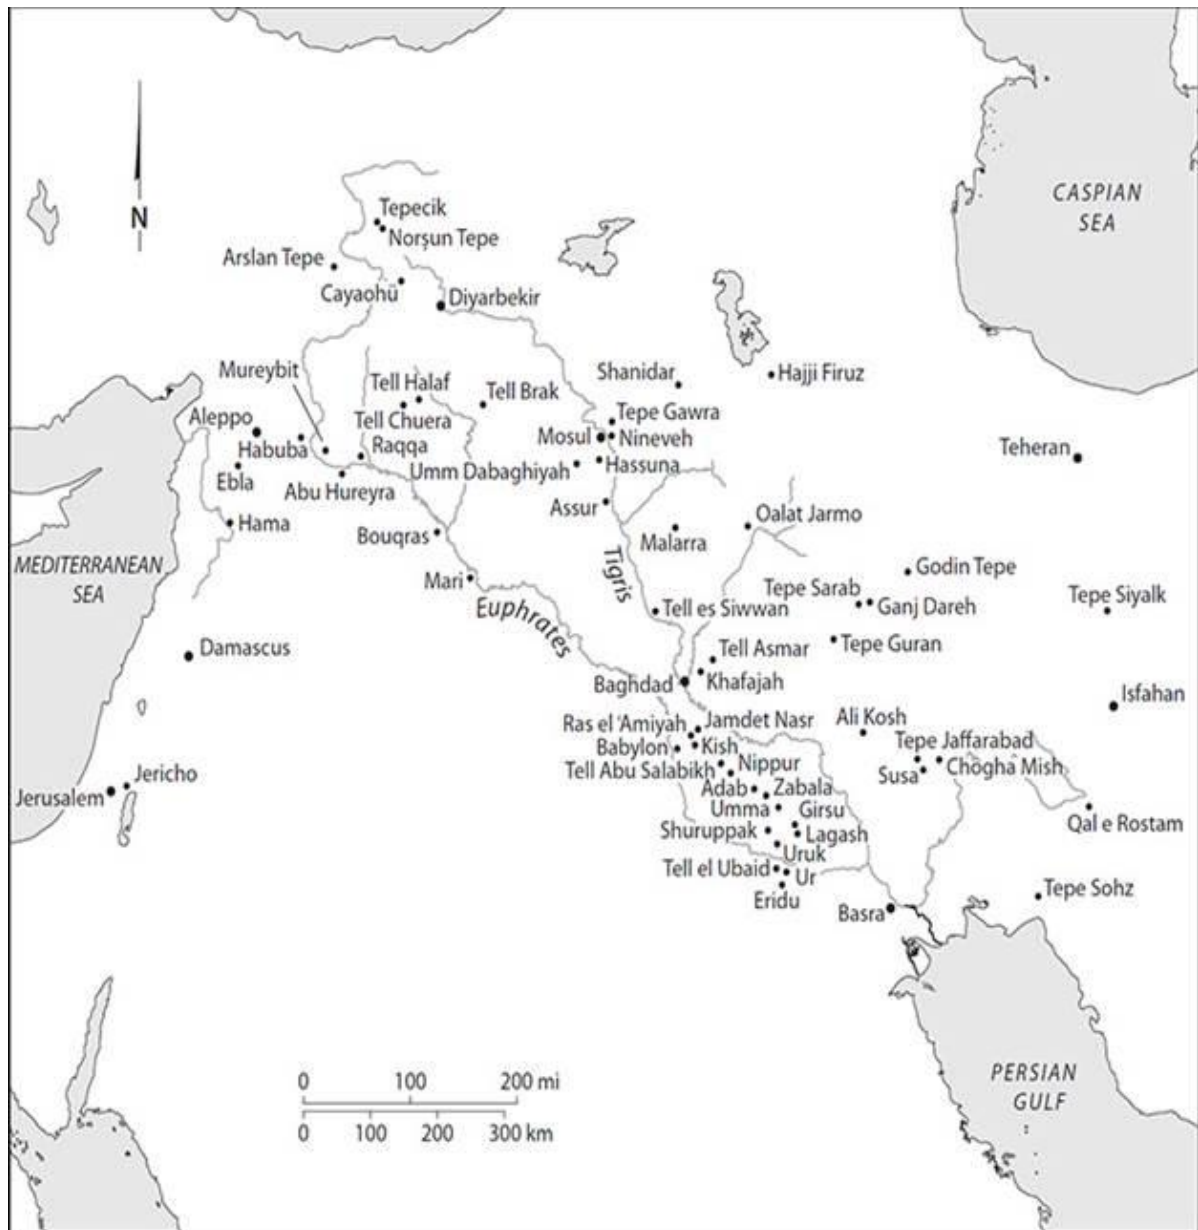 CASPIAN
SEA
N
Tepecik
Norşun Tepe
Arslan Tepe
Cayaohü
Diyarbekir
Mureybit
Tell Halaf
Tell Brak
Shanidar
Hajji Firuz
Aleppo
Tell Chuera
Tepe Gawra
Habuba
Raqqa
Mosul
Nineveh
Teheran
Ebla
Umm Dabaghiyah
Hassuna
Abu Hureyra
Assur
Hama
Bouqras
Malarra
Oalat Jarmo
MEDITERRANEAN
SEA
Mari
Tigris
Godin Tepe
Euphrates
Tell es Siwwan
Tepe Sarab
Ganj Dareh
Tepe Siyalk
Damascus
Tell Asmar
Tepe Guran
Baghdad
Khafajah
Isfahan
Ras el ‘Amiyah
Jamdet Nasr
Ali Kosh
Babylon
Kish
Tepe Jaffarabad
Tell Abu Salabikh
Nippur
Susa
Chogha Mish
Jericho
Jerusalem
Adab
Zabala
Umma
Girsu
Qal e Rostam
Shuruppak
Lagash
Uruk
Tell el Ubaid
Ur
Eridu
Basra
Tepe Sohz
0 100 200 mi
0 100 200 300 km
PERSIAN
GULF